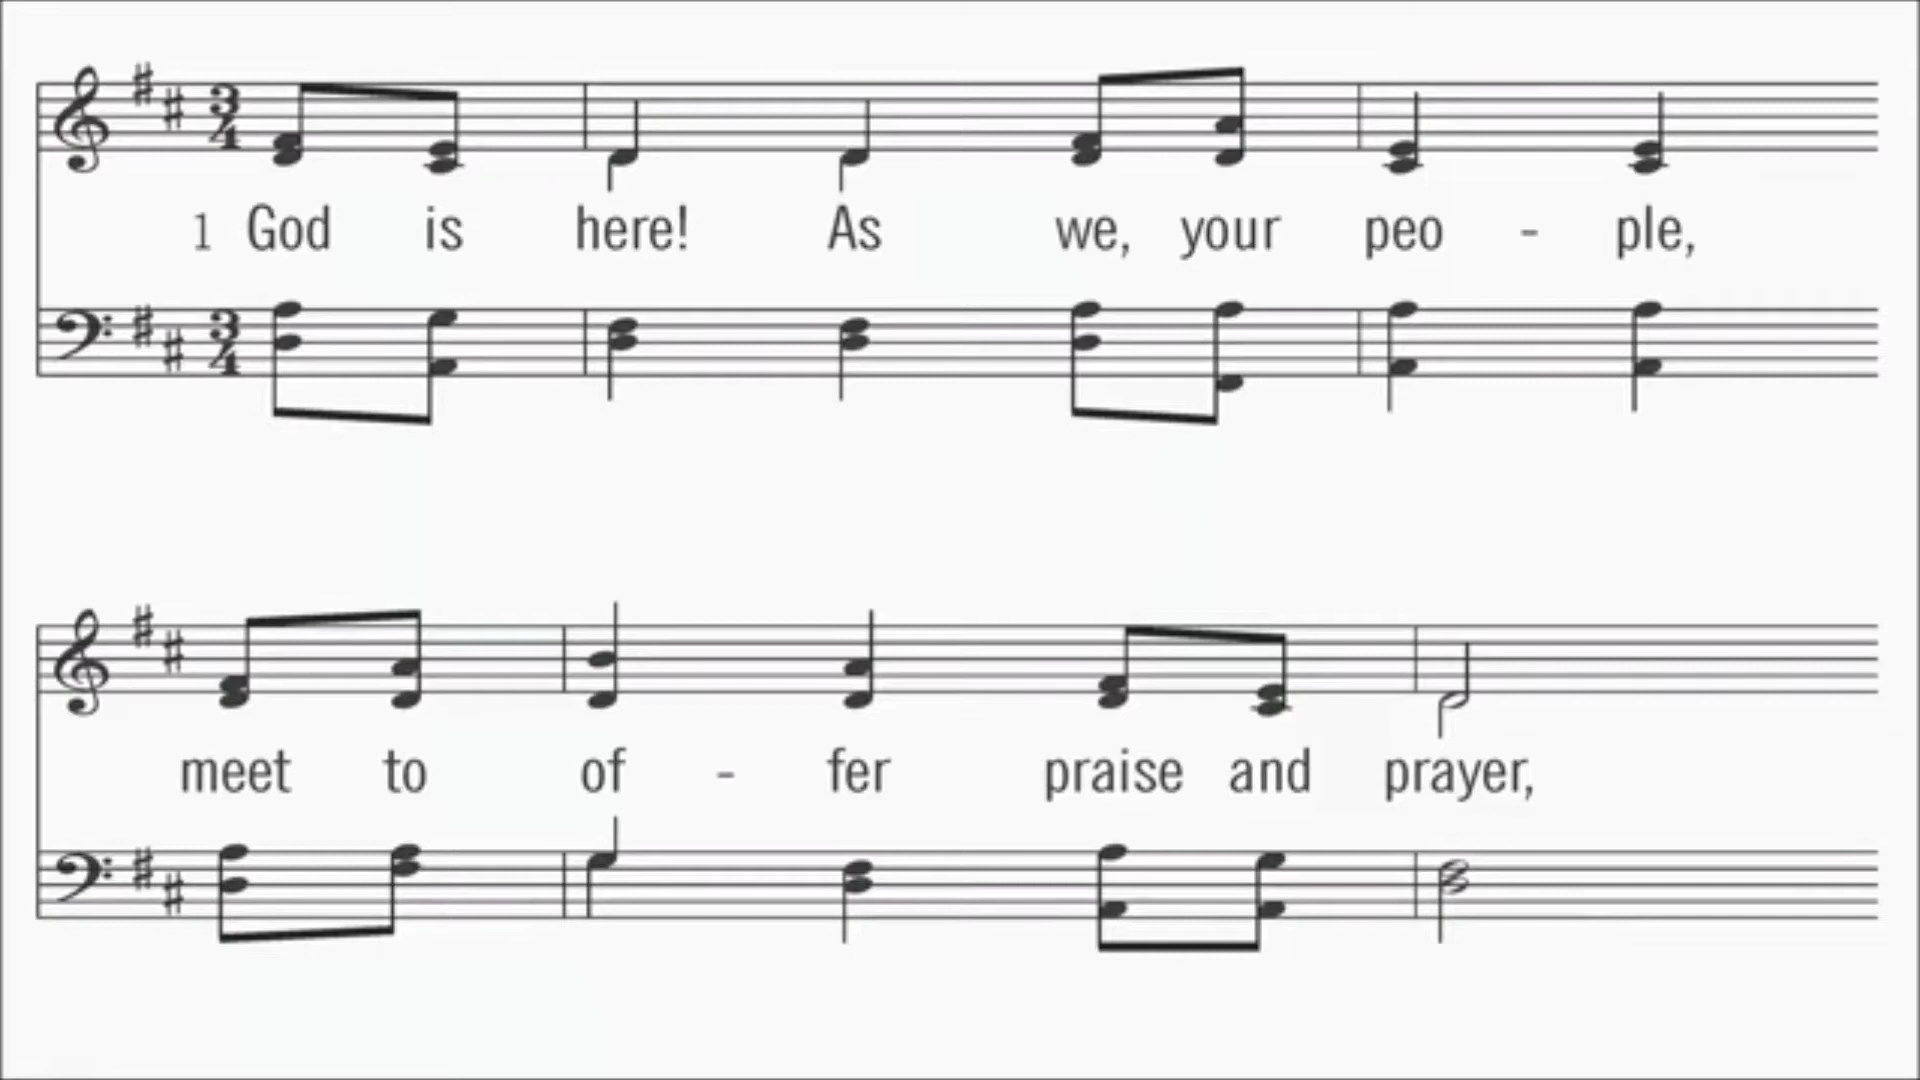 1 God is here! As we, your peo - ple,
meet to of - fer praise and prayer,